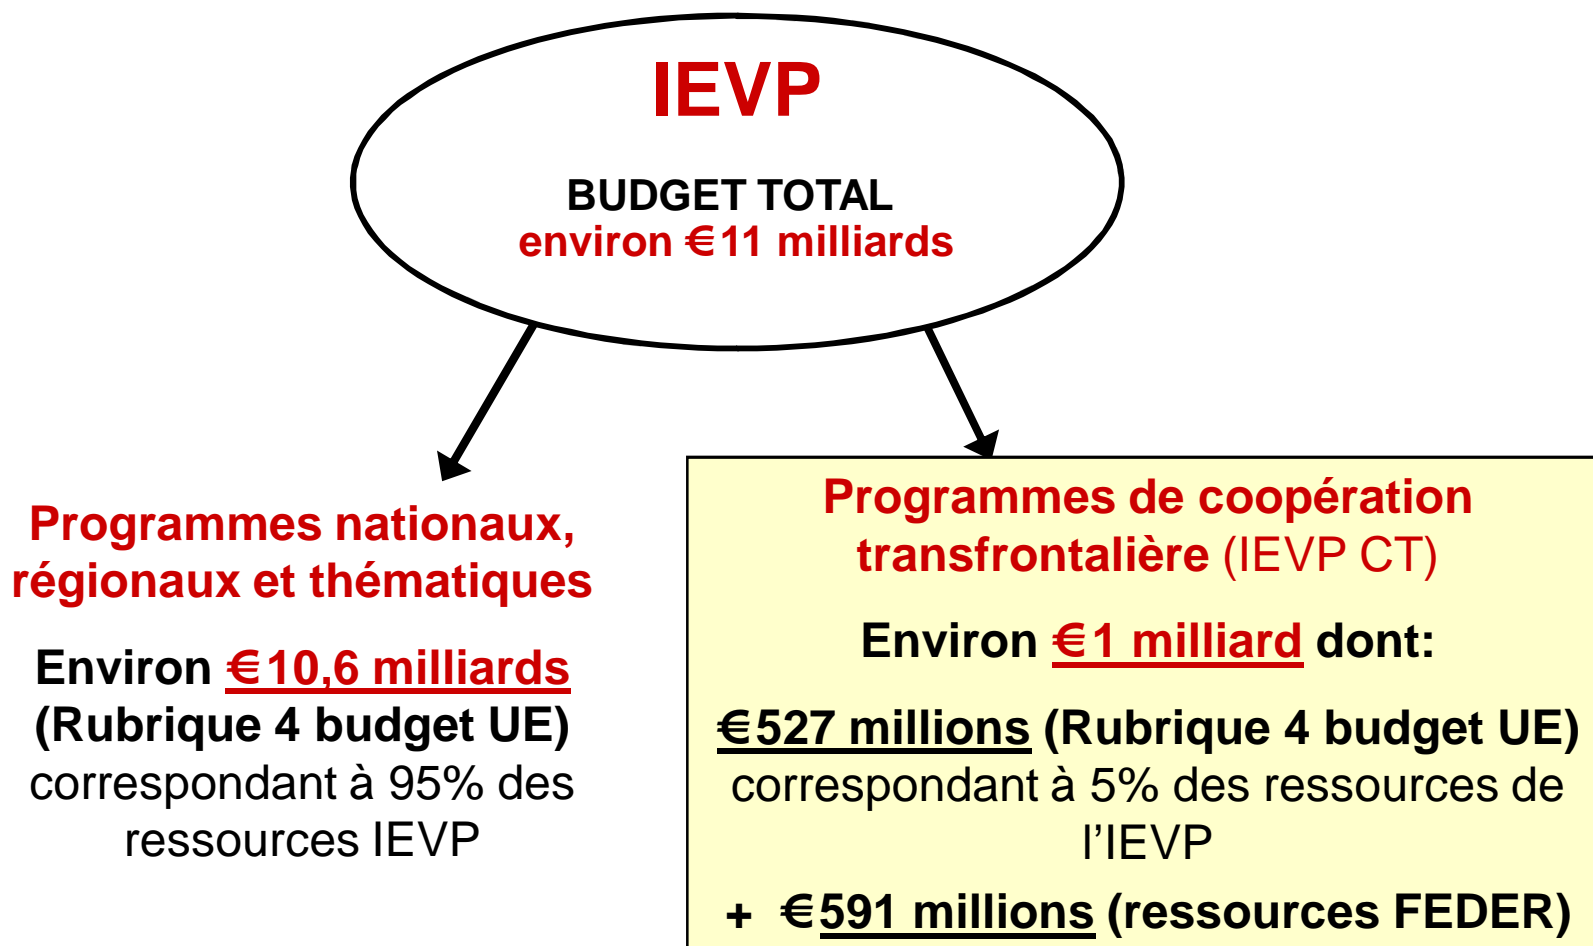 IEVP
BUDGET TOTAL
environ €11 milliards
Programmes nationaux,
régionaux et thématiques
Environ €10,6 milliards
(Rubrique 4 budget UE)
correspondant à 95% des
ressources IEVP
Programmes de coopération
transfrontalière (IEVP CT)
Environ €1 milliard dont:
€527 millions (Rubrique 4 budget UE)
correspondant à 5% des ressources de
l’IEVP
+ €591 millions (ressources FEDER)